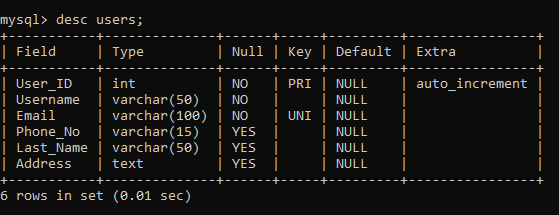 mysql> desc users;
+-----------+--------------+------+-----+---------+----------------+
| Field     | Type         | Null | Key | Default | Extra          |
+-----------+--------------+------+-----+---------+----------------+
| User_ID   | int          | NO   | PRI | NULL    | auto_increment |
| Username  | varchar(50)  | NO   |     | NULL    |                |
| Email     | varchar(100) | NO   | UNI | NULL    |                |
| Phone_No  | varchar(15)  | YES  |     | NULL    |                |
| Last_Name | varchar(50)  | YES  |     | NULL    |                |
| Address   | text         | YES  |     | NULL    |                |
+-----------+--------------+------+-----+---------+----------------+
6 rows in set (0.01 sec)